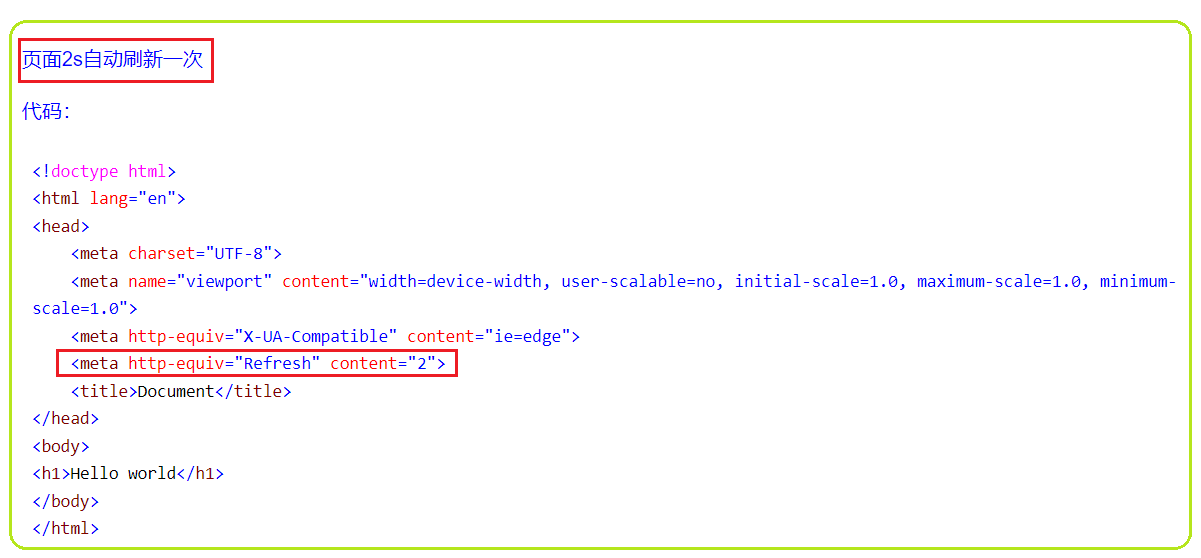 页面2s自动刷新一次
代码：
<!doctype html>
<html lang="en">
<head>
    <meta charset="UTF-8">
    <meta name="viewport" content="width=device-width, user-scalable=no, initial-scale=1.0, maximum-scale=1.0, minimum-
scale=1.0">
    <meta http-equiv="X-UA-Compatible" content="ie=edge">
    <meta http-equiv="Refresh" content="2">
    <title>Document</title>
</head>
<body>
<h1>Hello world</h1>
</body>
</html>